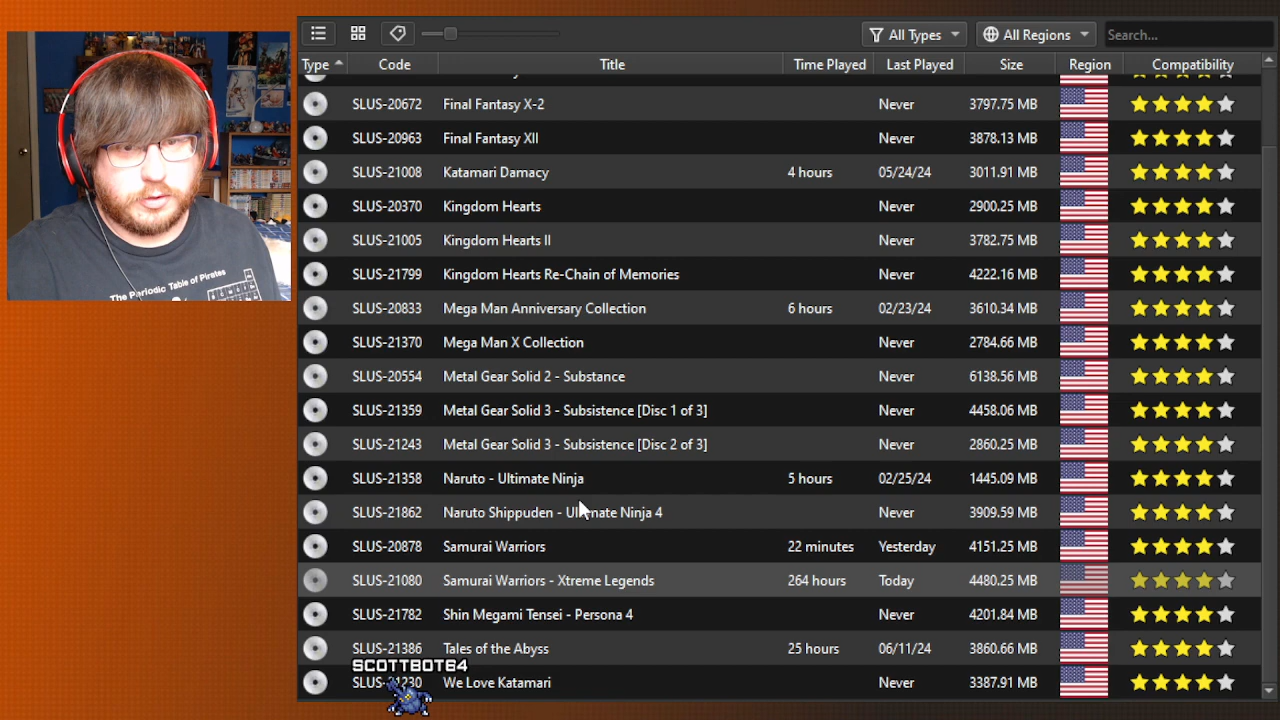 All Types All Regions Search...
Type Code Title Time Played Last Played Size Region Compatibility
SLUS-20672 Final Fantasy X-2 Never 3797.75 MB
SLUS-20963 Final Fantasy XII Never 3878.13 MB
SLUS-21008 Katamari Damacy 4 hours 05/24/24 3011.91 MB
SLUS-20370 Kingdom Hearts Never 2900.25 MB
SLUS-21005 Kingdom Hearts II Never 3782.75 MB
SLUS-21799 Kingdom Hearts Re-Chain of Memories Never 4222.16 MB
SLUS-20833 Mega Man Anniversary Collection 6 hours 02/23/24 3610.34 MB
SLUS-21370 Mega Man X Collection Never 2784.66 MB
SLUS-20554 Metal Gear Solid 2 - Substance Never 6138.56 MB
SLUS-21359 Metal Gear Solid 3 - Subsistence [Disc 1 of 3] Never 4458.06 MB
SLUS-21243 Metal Gear Solid 3 - Subsistence [Disc 2 of 3] Never 2860.25 MB
SLUS-21358 Naruto - Ultimate Ninja 5 hours 02/25/24 1445.09 MB
SLUS-21862 Naruto Shippuden - Ultimate Ninja 4 Never 3909.59 MB
SLUS-20878 Samurai Warriors 22 minutes Yesterday 4151.25 MB
SLUS-21080 Samurai Warriors - Xtreme Legends 264 hours Today 4480.25 MB
SLUS-21782 Shin Megami Tensei - Persona 4 Never 4201.84 MB
SLUS-21386 Tales of the Abyss 25 hours 06/11/24 3860.66 MB
SCOTTBOT64
We Love Katamari Never 3387.91 MB
The Periodic Table of Pirates